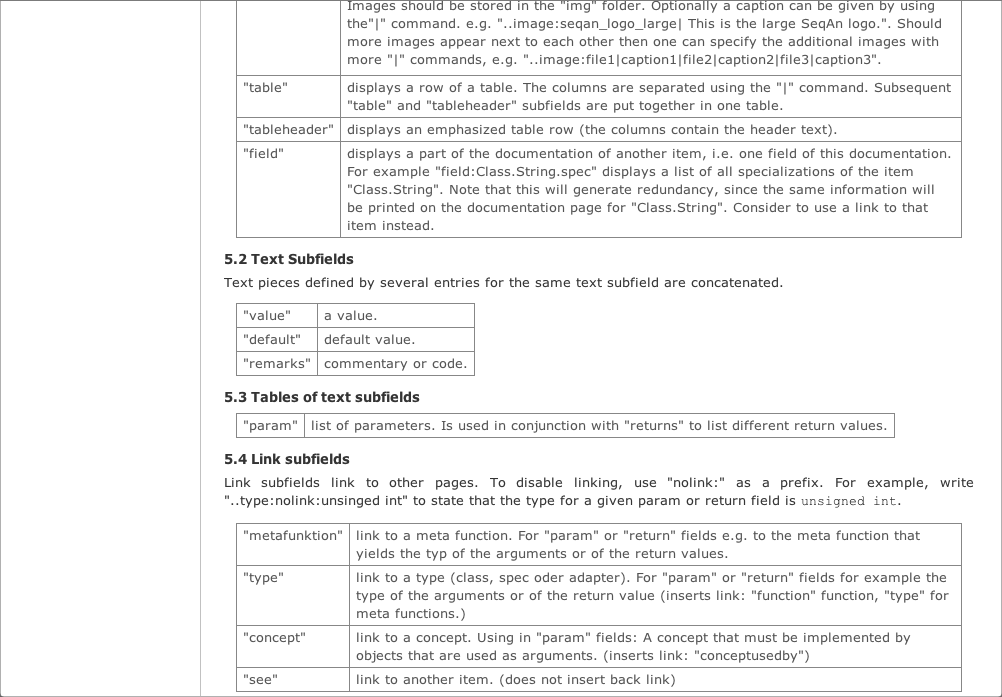 Images should be stored in the "img" folder. Optionally a caption can be given by using
the"|" command. e.g. "..image:seqan_logo_large| This is the large SeqAn logo.". Should
more images appear next to each other then one can specify the additional images with
more "|" commands, e.g. "..image:file1|caption1|file2|caption2|file3|caption3".
"table" displays a row of a table. The columns are separated using the "|" command. Subsequent
"table" and "tableheader" subfields are put together in one table.
"tableheader" displays an emphasized table row (the columns contain the header text).
"field" displays a part of the documentation of another item, i.e. one field of this documentation.
For example "field:Class.String.spec" displays a list of all specializations of the item
"Class.String". Note that this will generate redundancy, since the same information will
be printed on the documentation page for "Class.String". Consider to use a link to that
item instead.
5.2 Text Subfields
Text pieces defined by several entries for the same text subfield are concatenated.
"value" a value.
"default" default value.
"remarks" commentary or code.
5.3 Tables of text subfields
"param" list of parameters. Is used in conjunction with "returns" to list different return values.
5.4 Link subfields
Link subfields link to other pages. To disable linking, use "nolink:" as a prefix. For example, write
"..type:nolink:unsinged int" to state that the type for a given param or return field is unsigned int.
"metafunktion" link to a meta function. For "param" or "return" fields e.g. to the meta function that
yields the typ of the arguments or of the return values.
"type" link to a type (class, spec oder adapter). For "param" or "return" fields for example the
type of the arguments or of the return value (inserts link: "function" function, "type" for
meta functions.)
"concept" link to a concept. Using in "param" fields: A concept that must be implemented by
objects that are used as arguments. (inserts link: "conceptusedby")
"see" link to another item. (does not insert back link)